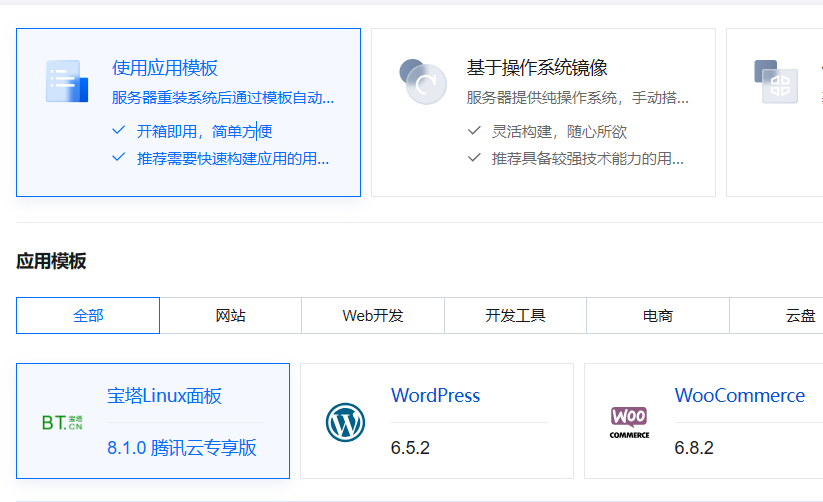 使用应用模板
服务器重装系统后通过模板自动...
开箱即用，简单方便
推荐需要快速构建应用的用...
基于操作系统镜像
服务器提供纯操作系统，手动搭...
灵活构建，随心所欲
推荐具备较强技术能力的用...
应用模板
全部
网站
Web开发
开发工具
电商
云盘
BT.宝塔.CN
宝塔Linux面板
8.1.0 腾讯云专享版
WordPress
6.5.2
WOO
COMMERCE
WooCommerce
6.8.2